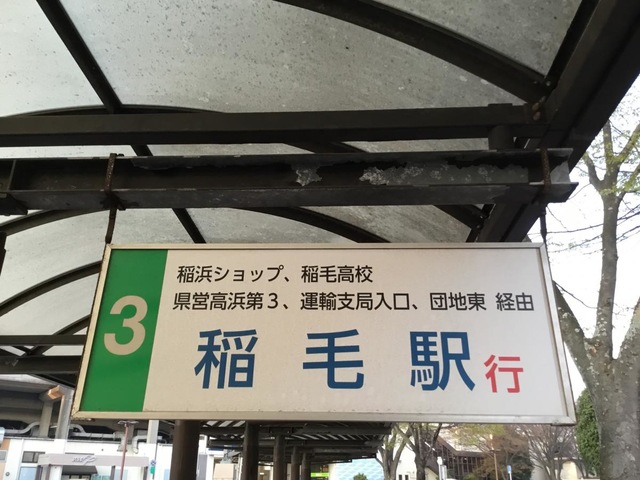 3
稲浜ショップ、稲毛高校
県営高浜第3、運輸支局入口、団地東 経由
稲毛駅行